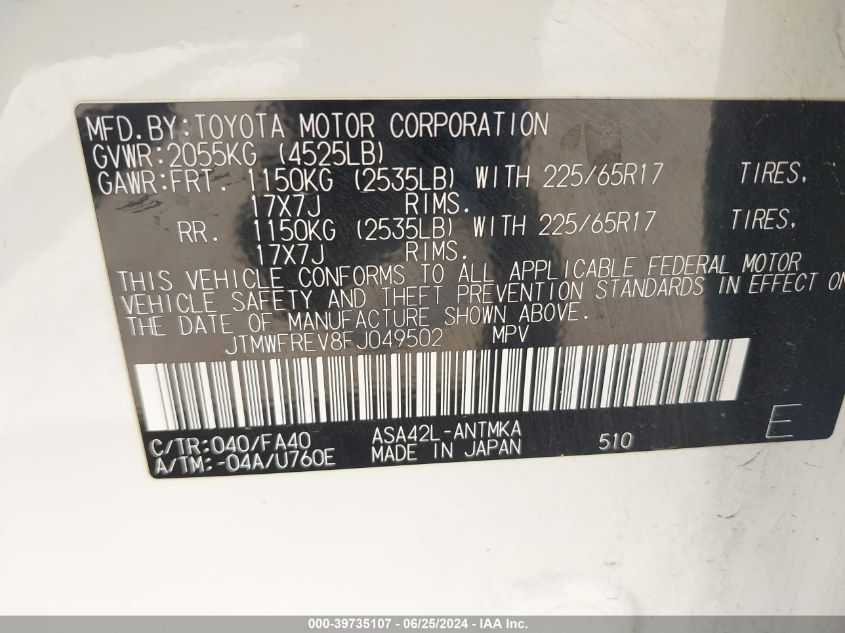 MFD.BY:TOYOTA MOTOR CORPORATION
GVWR:2055KG (4525LB)
GAWR:FRT. 1150KG (2535LB) WITH 225/65R17 TIRES,
17X7J RIMS.
RR. 1150KG (2535LB) WITH 225/65R17 TIRES,
17X7J RIMS.
THIS VEHICLE CONFORMS TO ALL APPLICABLE FEDERAL MOTOR
VEHICLE SAFETY AND THEFT PREVENTION STANDARDS IN EFFECT ON
THE DATE OF MANUFACTURE SHOWN ABOVE.
JTMWFREV8FJ049502 MPV
C/TR:040/FA40 ASA42L-ANTMKA 510 E
A/TM:-04A/U760E MADE IN JAPAN
000-39735107 - 06/25/2024 - IAA Inc.